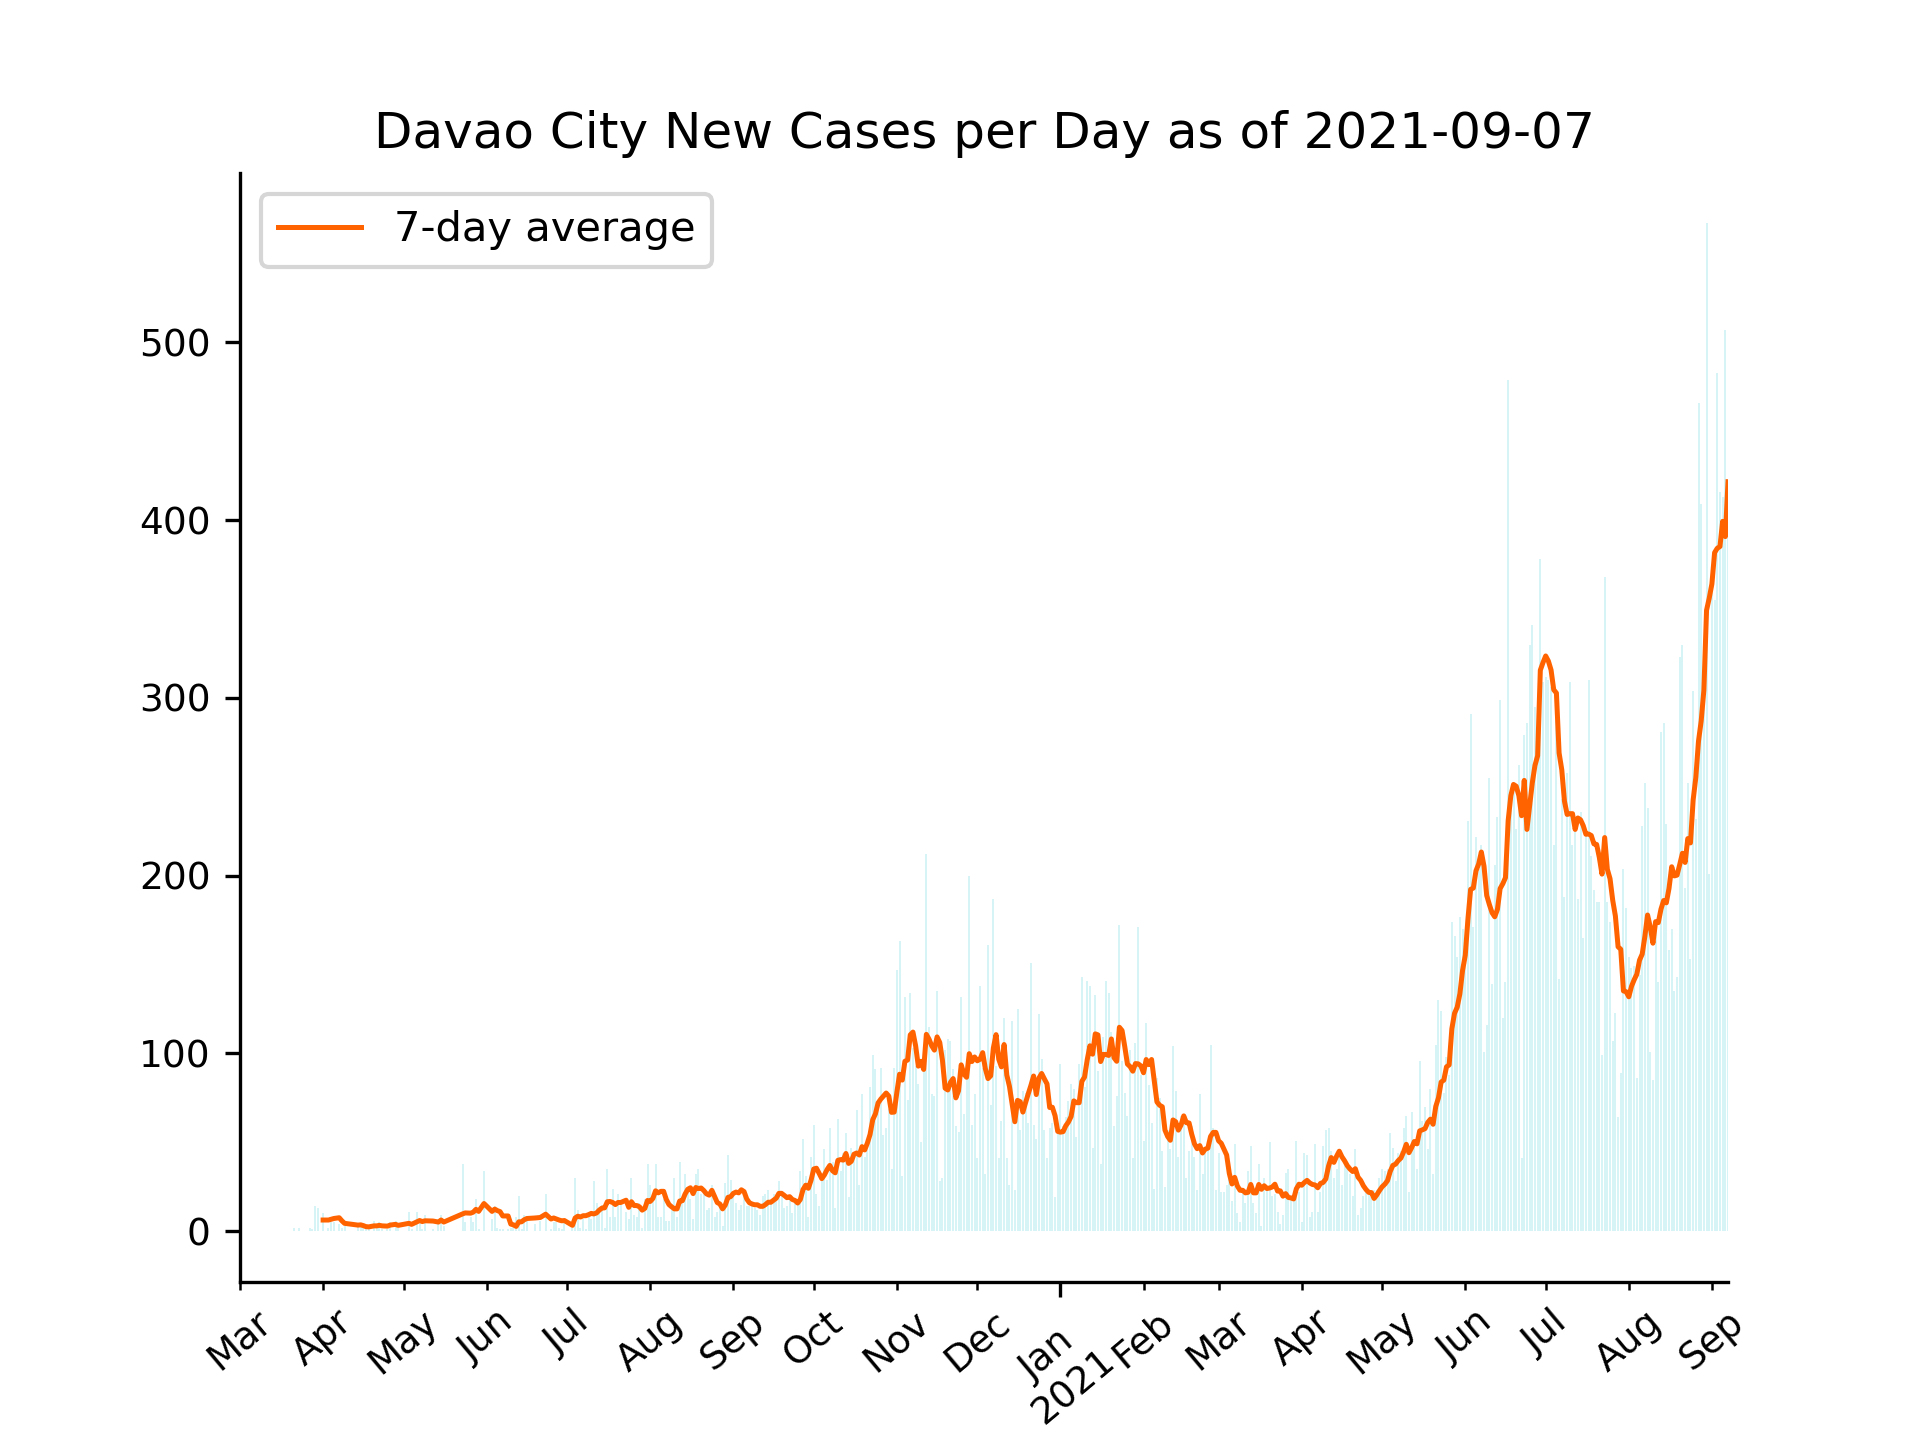 Davao City New Cases per Day as of 2021-09-07
7-day average
500
400
300
200
100
0
Mar
Apr
May
Jun
Jul
Aug
Sep
Oct
Nov
Dec
Jan
2021
Feb
Mar
Apr
May
Jun
Jul
Aug
Sep